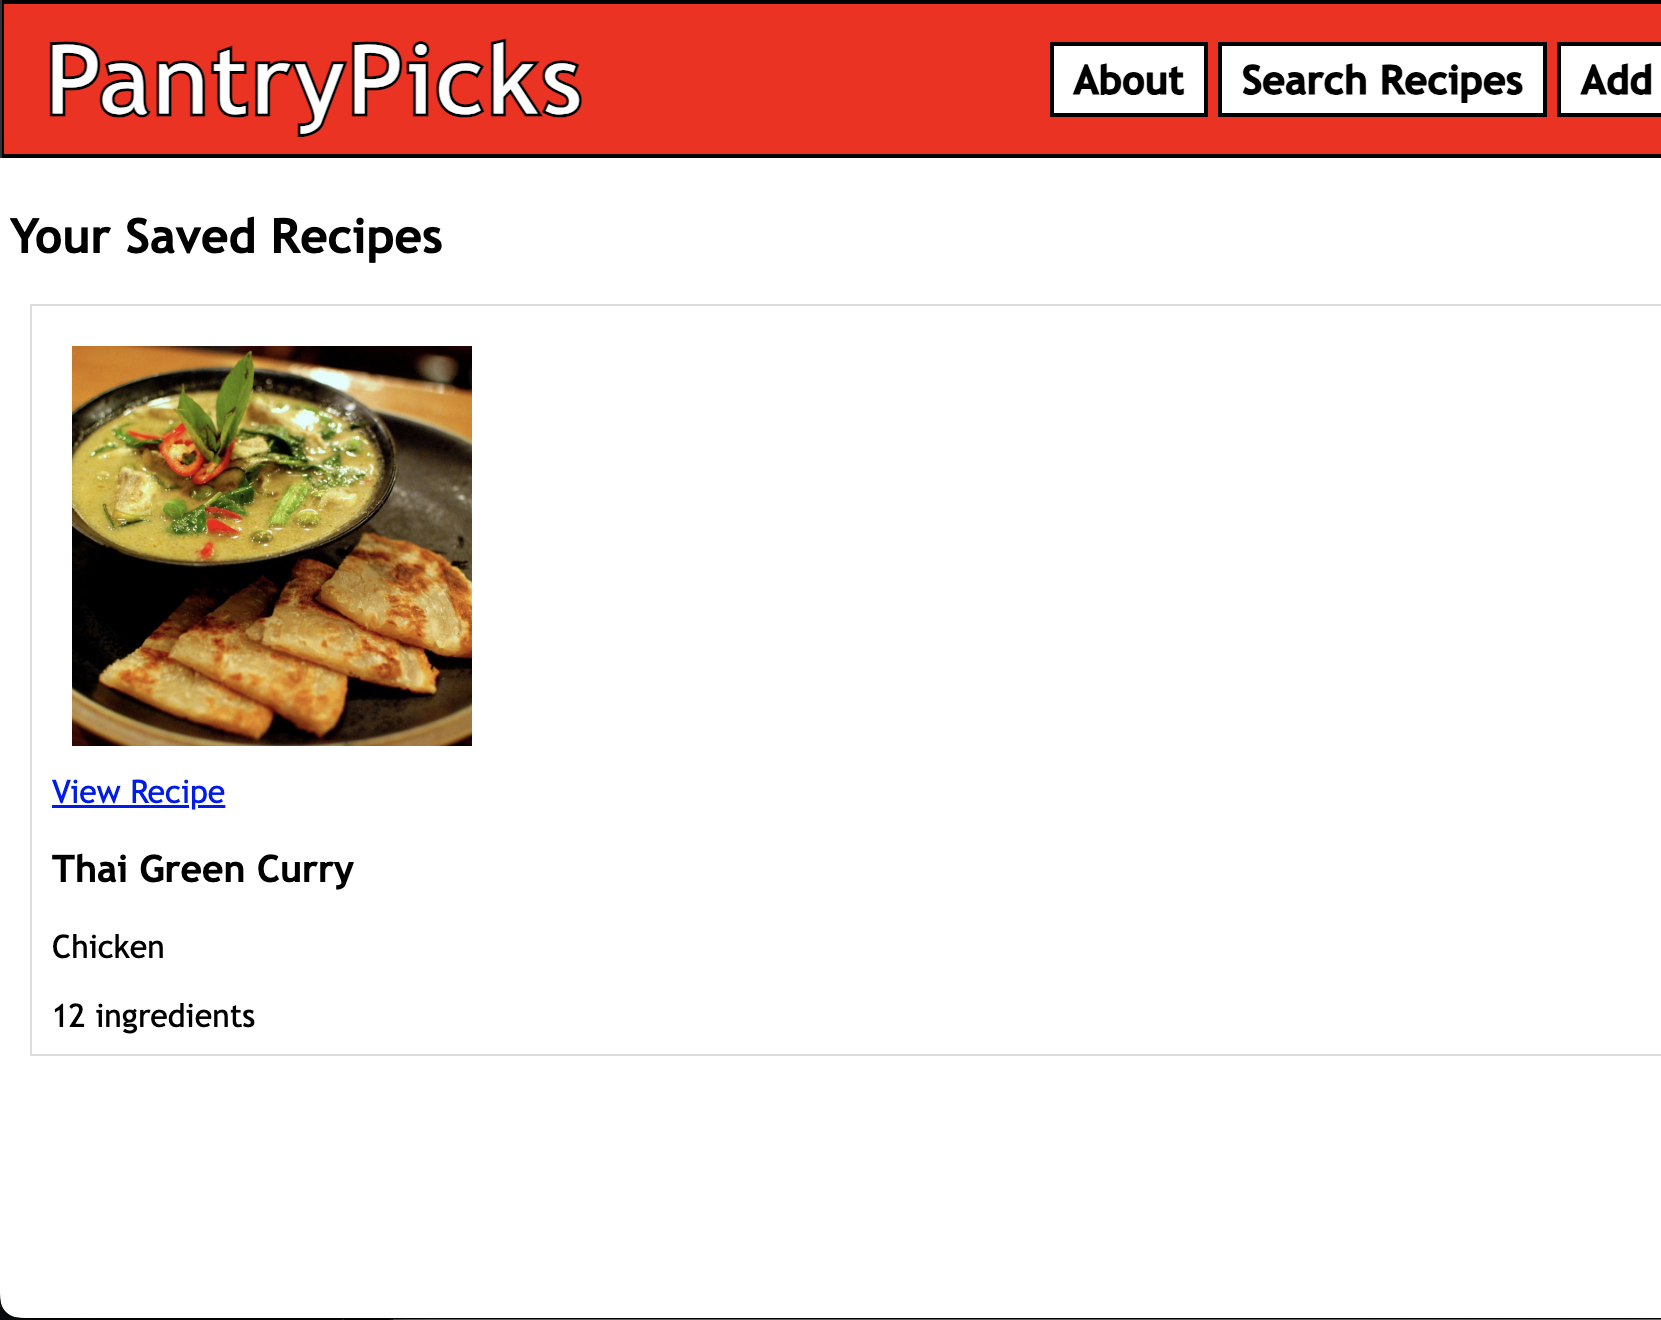 PantryPicks
About Search Recipes Add
Your Saved Recipes
View Recipe
Thai Green Curry
Chicken
12 ingredients